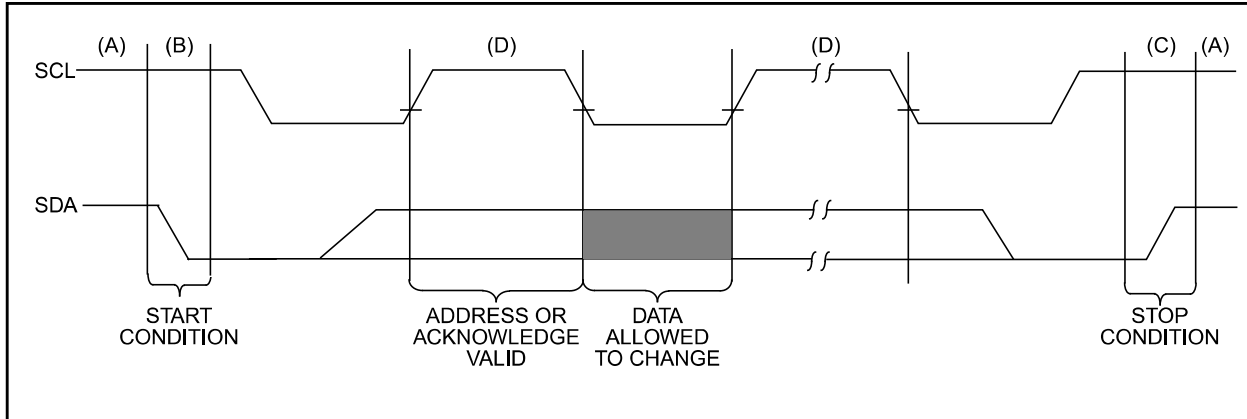 (A) (B) (D) (D) (C) (A)
SCL
SDA
START
CONDITION
ADDRESS OR
ACKNOWLEDGE
VALID
DATA
ALLOWED
TO CHANGE
STOP
CONDITION